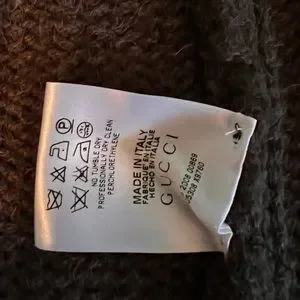 MADE IN ITALY
FABRIQUÉ EN ITALIE
HECHO EN ITALIA
GUCCI
NO TUMBLE DRY
PROFESSIONALLY DRY CLEAN
PERCHLORETHYLENE
P